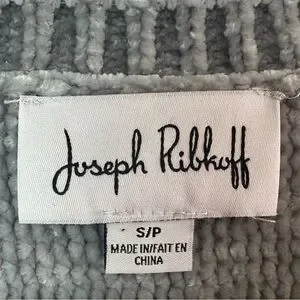 Joseph Ribkoff
S/P
MADE IN/FAIT EN
CHINA